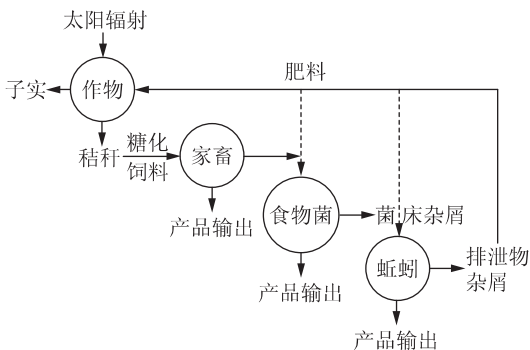 太阳辐射
肥料
子实
作物
秸秆
糖化
饲料
家畜
产品输出
食物菌
菌床杂屑
产品输出
蚯蚓
排泄物
杂屑
产品输出